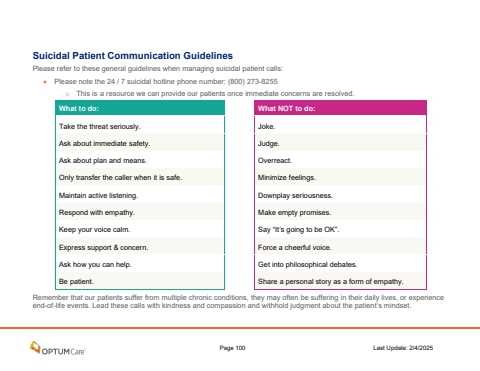 Suicidal Patient Communication Guidelines
Please refer to these general guidelines when managing suicidal patient calls:
• Please note the 24 / 7 suicidal hotline phone number: (800) 273-8255
o This is a resource we can provide our patients once immediate concerns are resolved.
What to do:
Take the threat seriously.
Ask about immediate safety.
Ask about plan and means.
Only transfer the caller when it is safe.
Maintain active listening.
Respond with empathy.
Keep your voice calm.
Express support & concern.
Ask how you can help.
Be patient.
What NOT to do:
Joke.
Judge.
Overreact.
Minimize feelings.
Downplay seriousness.
Make empty promises.
Say "It's going to be OK".
Force a cheerful voice.
Get into philosophical debates.
Share a personal story as a form of empathy.
Remember that our patients suffer from multiple chronic conditions, they may often be suffering in their daily lives, or experience
end-of-life events. Lead these calls with kindness and compassion and withhold judgment about the patient's mindset.
OPTUMCare
Page 100
Last Update: 2/4/2025